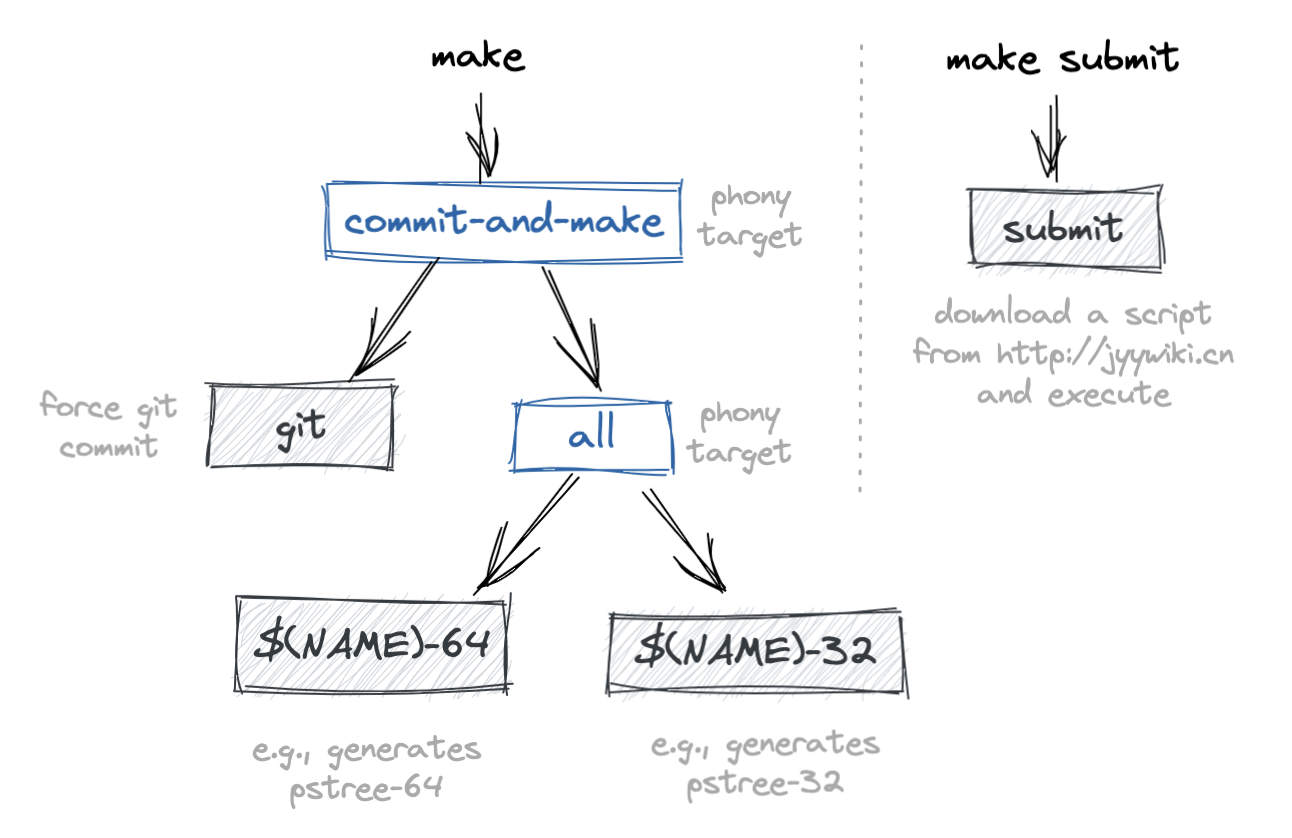 make
make submit
commit-and-make
phony
target
submit
download a script
from http://jyywiki.cn
and execute
force git
commit
git
all
phony
target
$(NAME)-64
$(NAME)-32
e.g., generates
pstree-64
e.g., generates
pstree-32